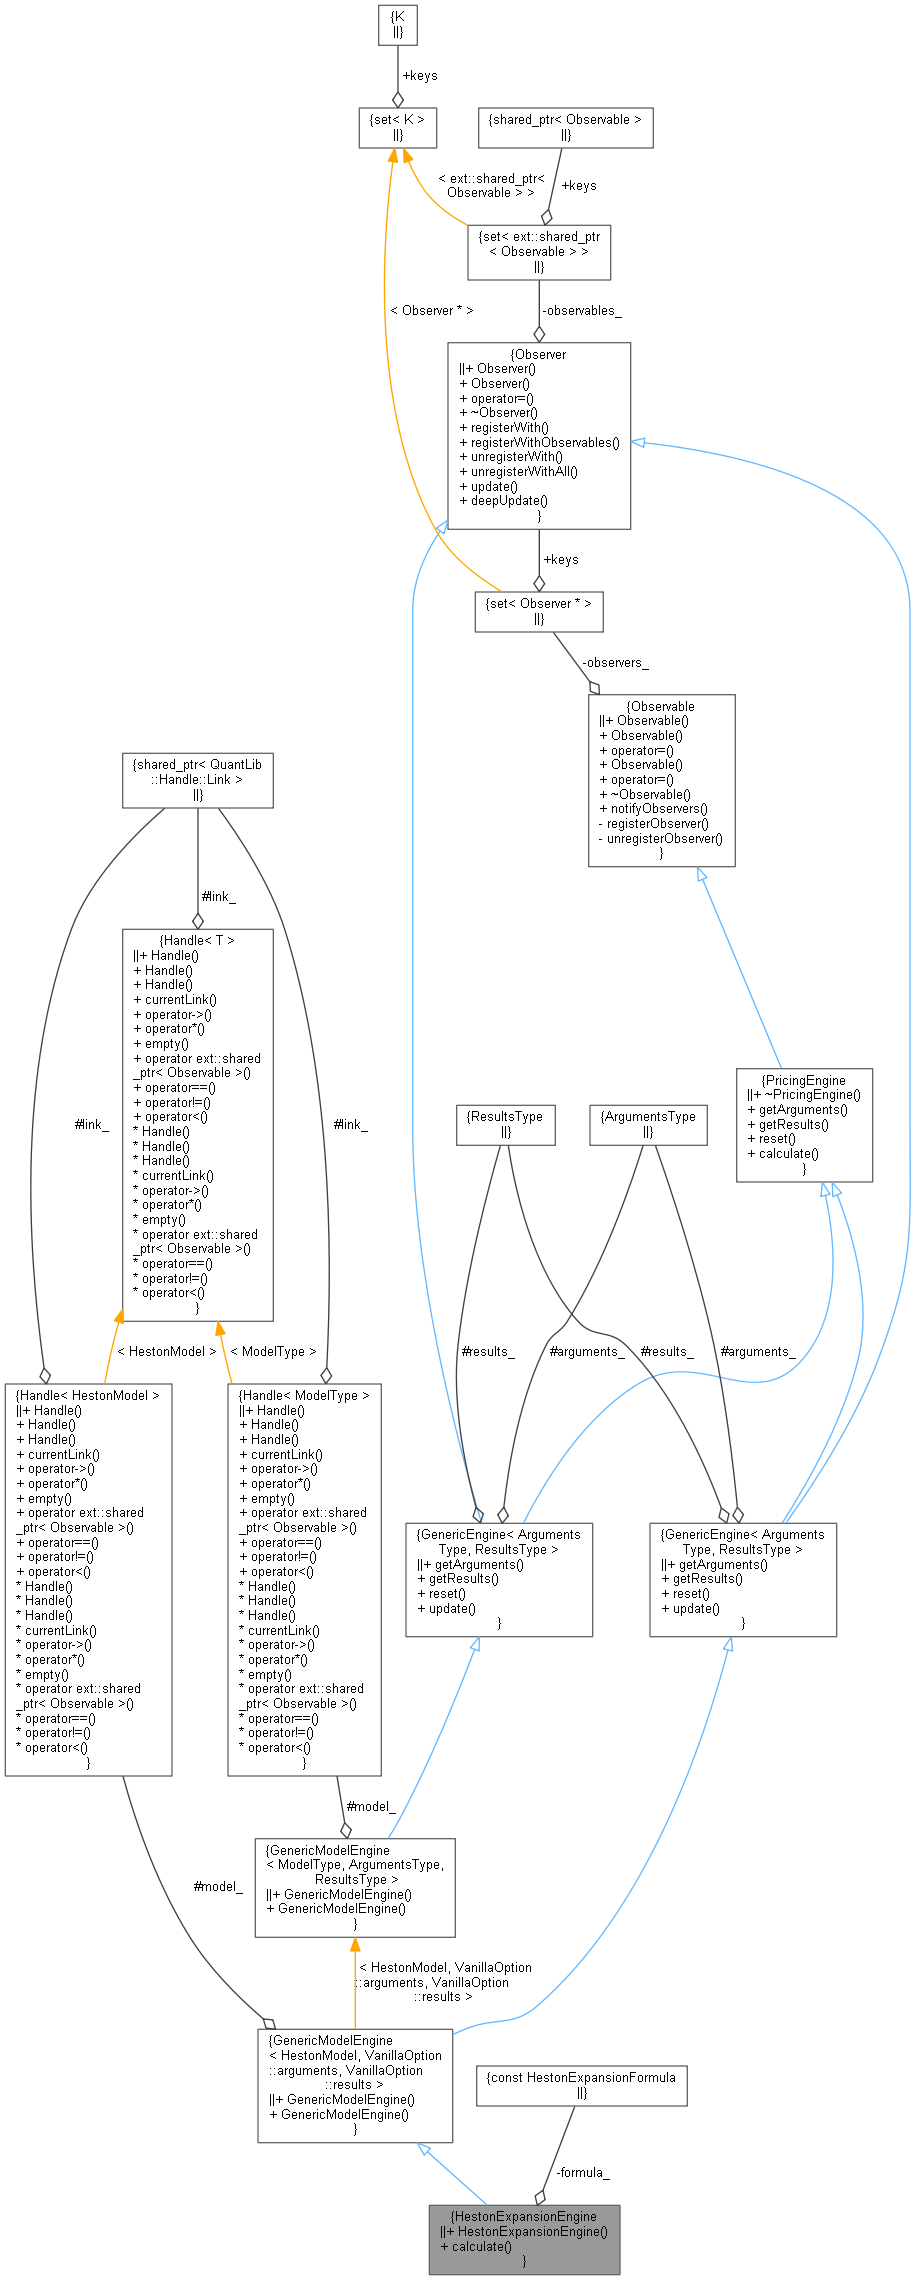 {K
||}
+keys
{set< K >
||}
{shared_ptr< Observable >
||}
< ext::shared_ptr<
Observable > >
+keys
{set< ext::shared_ptr
< Observable > >
||}
< Observer * >
-observables_
{Observer
||+ Observer()
+ Observer()
+ operator=()
+ ~Observer()
+ registerWith()
+ registerWithObservables()
+ unregisterWith()
+ unregisterWithAll()
+ update()
+ deepUpdate()
}
+keys
{set< Observer * >
||}
-observers_
{Observable
||+ Observable()
+ Observable()
+ operator=()
+ Observable()
+ operator=()
+ ~Observable()
+ notifyObservers()
- registerObserver()
- unregisterObserver()
}
{shared_ptr< QuantLib
::Handle::Link >
||}
#link_
{Handle< T >
||+ Handle()
+ Handle()
+ Handle()
+ currentLink()
+ operator->()
+ operator*()
+ empty()
+ operator ext::shared
_ptr< Observable >()
+ operator==()
+ operator!=()
+ operator<()
* Handle()
* Handle()
* Handle()
* currentLink()
* operator->()
* operator*()
* empty()
* operator ext::shared
_ptr< Observable >()
* operator==()
* operator!=()
* operator<()
}
#link_
#link_
{PricingEngine
||+ ~PricingEngine()
+ getArguments()
+ getResults()
+ reset()
+ calculate()
}
{ResultsType
||}
{ArgumentsType
||}
< HestonModel >
< ModelType >
#results_
#arguments_
#results_
#arguments_
{Handle< HestonModel >
||+ Handle()
+ Handle()
+ Handle()
+ currentLink()
+ operator->()
+ operator*()
+ empty()
+ operator ext::shared
_ptr< Observable >()
+ operator==()
+ operator!=()
+ operator<()
* Handle()
* Handle()
* Handle()
* currentLink()
* operator->()
* operator*()
* empty()
* operator ext::shared
_ptr< Observable >()
* operator==()
* operator!=()
* operator<()
}
{Handle< ModelType >
||+ Handle()
+ Handle()
+ Handle()
+ currentLink()
+ operator->()
+ operator*()
+ empty()
+ operator ext::shared
_ptr< Observable >()
+ operator==()
+ operator!=()
+ operator<()
* Handle()
* Handle()
* Handle()
* currentLink()
* operator->()
* operator*()
* empty()
* operator ext::shared
_ptr< Observable >()
* operator==()
* operator!=()
* operator<()
}
{GenericEngine< Arguments
Type, ResultsType >
||+ getArguments()
+ getResults()
+ reset()
+ update()
}
{GenericEngine< Arguments
Type, ResultsType >
||+ getArguments()
+ getResults()
+ reset()
+ update()
}
#model_
{GenericModelEngine
< ModelType, ArgumentsType,
ResultsType >
||+ GenericModelEngine()
+ GenericModelEngine()
}
#model_
< HestonModel, VanillaOption
::arguments, VanillaOption
::results >
{GenericModelEngine
< HestonModel, VanillaOption
::arguments, VanillaOption
::results >
||+ GenericModelEngine()
+ GenericModelEngine()
}
{const HestonExpansionFormula
||}
-formula_
{HestonExpansionEngine
||+ HestonExpansionEngine()
+ calculate()
}